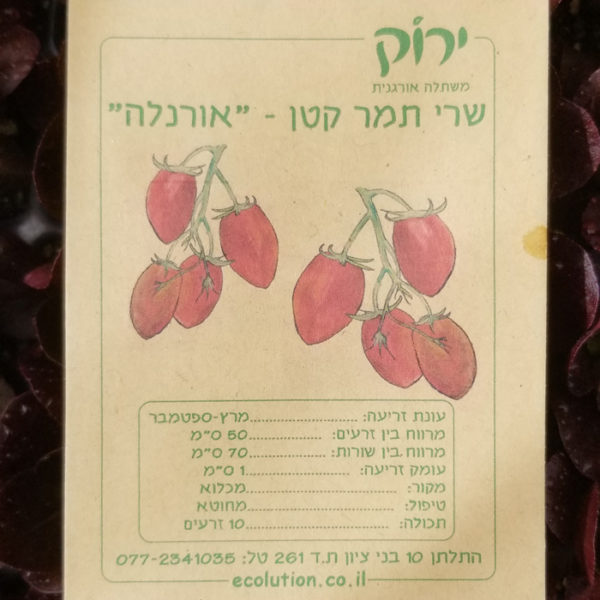 ירוק
משתלה אורגנית
שרי תמר קטן - "אורנלה"
עונת זריעה:........................מרץ-ספטמבר
מרווח בין זרעים:................50 ס"מ
מרווח בין שורות:.................70 ס"מ
עומק זריעה:.......................1 ס"מ
מקור:..................................מכלוא
טיפול:.................................מחוטא
תכולה:................................10 זרעים
התלתן 10 בני ציון ת.ד 261 טל: 077-2341035
ecolution.co.il